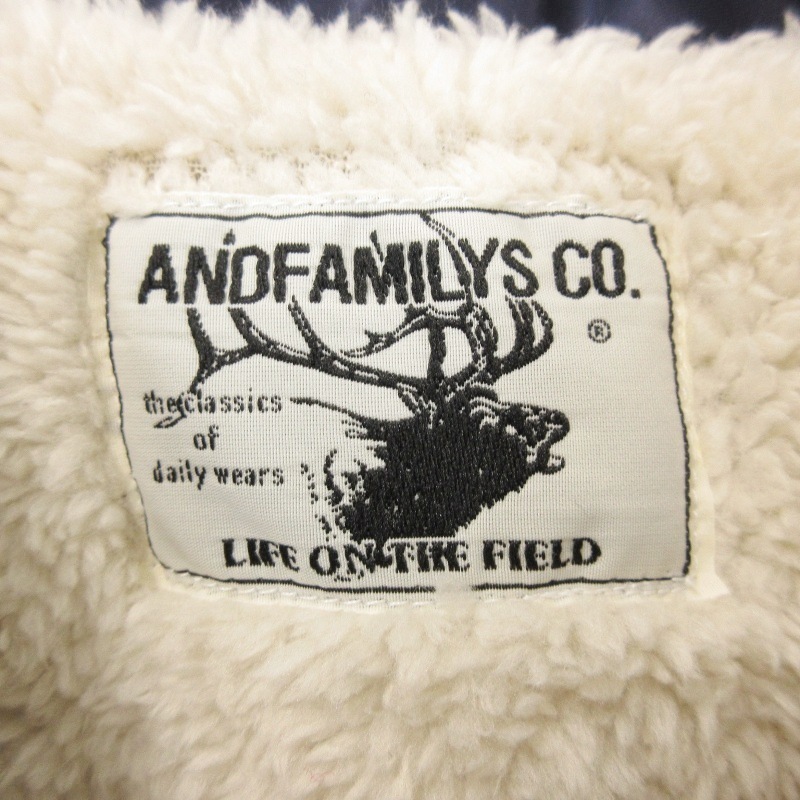 ANDFAMILYS CO.
®
the classics
of
daily wears
LIFE ON THE FIELD